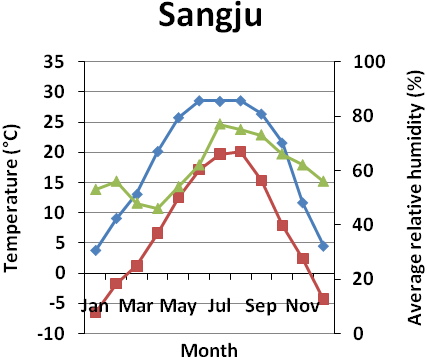 Sangju
35 100
30
25 80
20
15 60
10
5 40
0
-5 20
-10 0
Jan Mar May Jul Sep Nov
Month
Temperature (°C)
Average relative humidity (%)